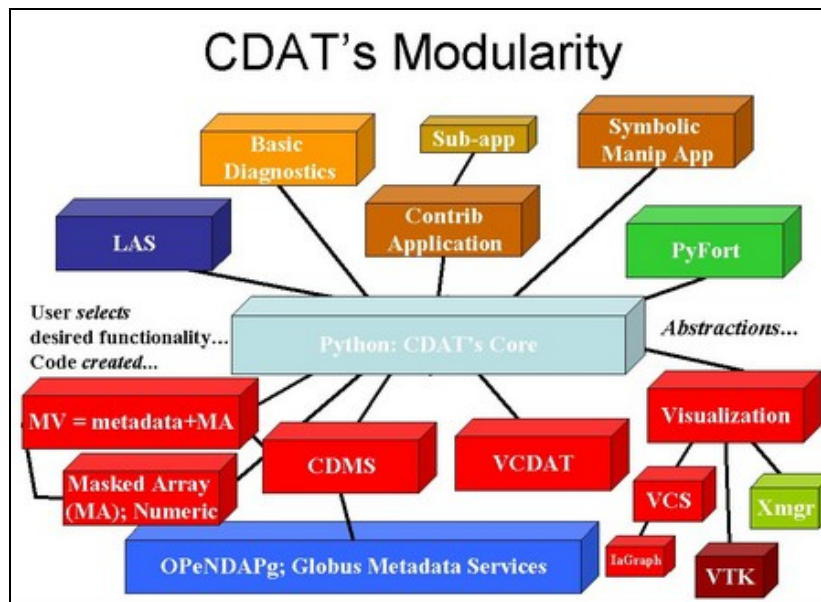 CDAT's Modularity
Basic
Diagnostics
Sub-app
Symbolic
Manip App
LAS
Contrib
Application
PyFort
User selects
desired functionality...
Code created...
Python: CDAT's Core
Abstractions...
MV = metadata+MA
CDMS
VCDAT
Visualization
Masked Array
(MA); Numeric
VCS
Xmgr
OPeNDAPg; Globus Metadata Services
IaGraph
VTK